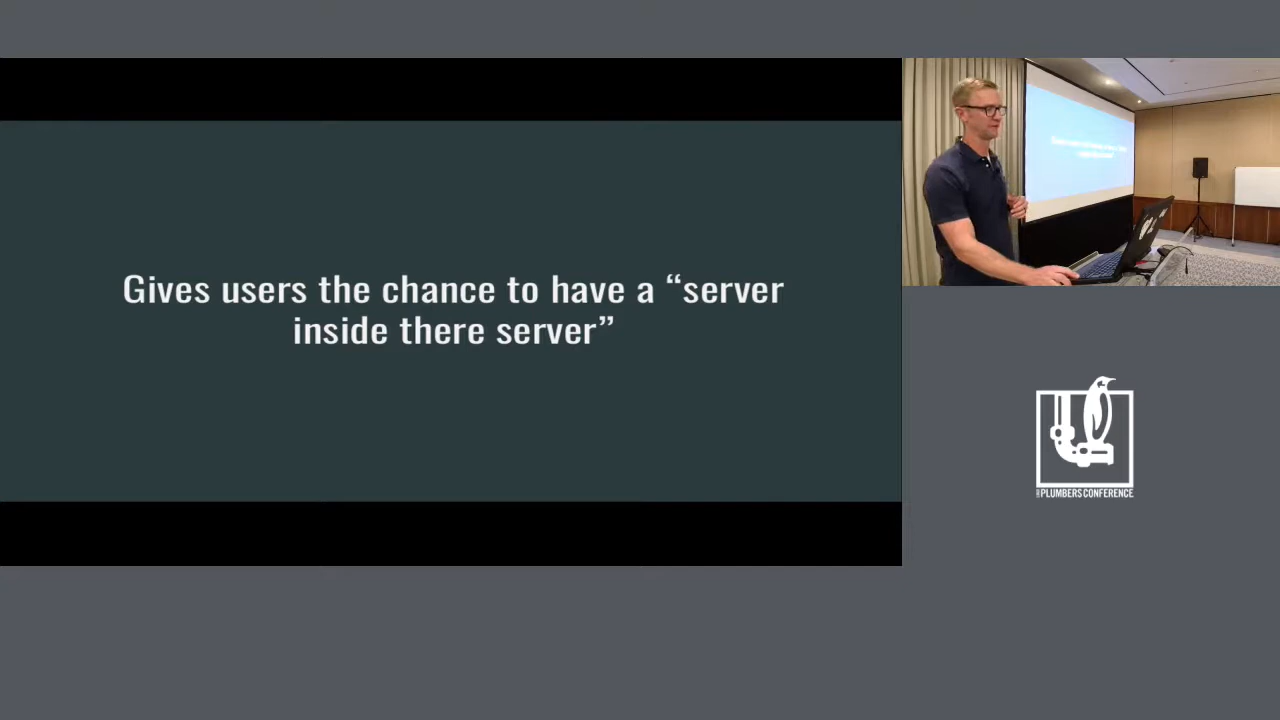 Gives users the chance to have a “server
inside there server”
PLUMBERS CONFERENCE